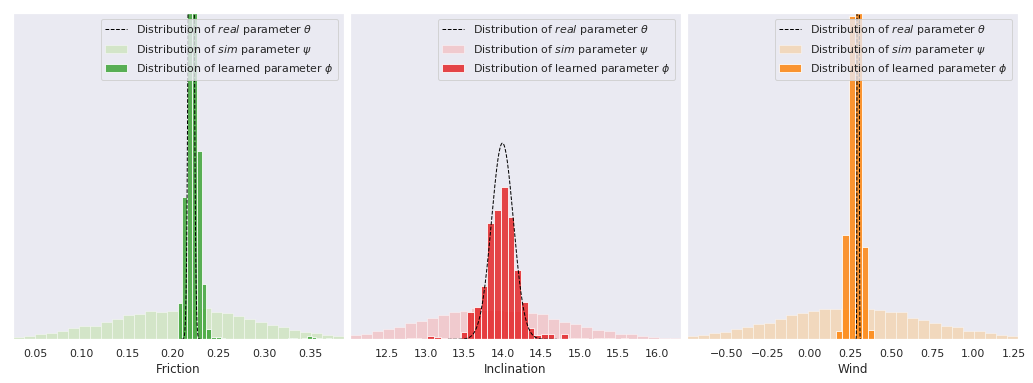 Distribution of real parameter θ
Distribution of sim parameter ψ
Distribution of learned parameter ϕ
0.05 0.10 0.15 0.20 0.25 0.30 0.35
Friction
Distribution of real parameter θ
Distribution of sim parameter ψ
Distribution of learned parameter ϕ
12.5 13.0 13.5 14.0 14.5 15.0 15.5 16.0
Inclination
Distribution of real parameter θ
Distribution of sim parameter ψ
Distribution of learned parameter ϕ
−0.50 −0.25 0.00 0.25 0.50 0.75 1.00 1.25
Wind